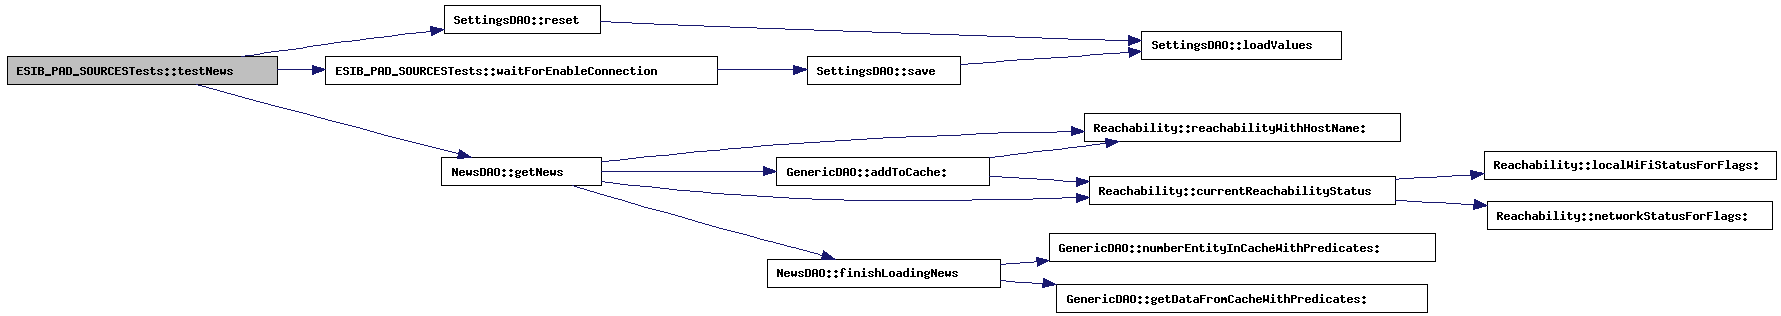 SettingsDAO::reset
SettingsDAO::loadValues
ESIB_PAD_SOURCESTests::testNews
ESIB_PAD_SOURCESTests::waitForEnableConnection
SettingsDAO::save
Reachability::reachabilityWithHostName:
NewsDAO::getNews
GenericDAO::addToCache:
Reachability::currentReachabilityStatus
Reachability::localWiFiStatusForFlags:
Reachability::networkStatusForFlags:
GenericDAO::numberEntityInCacheWithPredicates:
NewsDAO::finishLoadingNews
GenericDAO::getDataFromCacheWithPredicates: